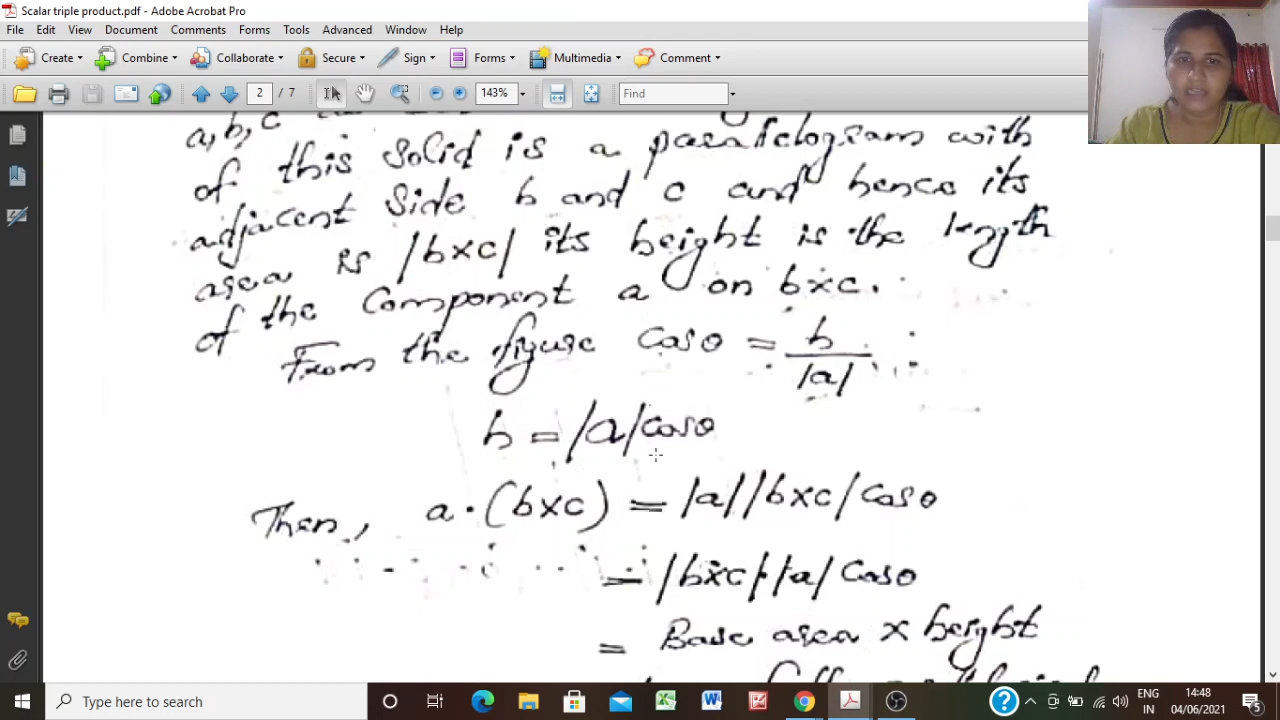 Scalar triple product.pdf - Adobe Acrobat Pro
File Edit View Document Comments Forms Tools Advanced Window Help
Create Combine Collaborate Secure Sign Forms Multimedia Comment
2 / 7 143% Find
a, b, c
of this solid is a parallelogram with
adjacent side b and c and hence its
area is |b×c| its height is the length
of the component a on b×c.
From the figure cosθ = h/|a|
h = |a| cosθ
Then, a·(b×c) = |a||b×c| cosθ
= |b×c|·|a| cosθ
= Base area × height
Type here to search
ENG 14:48
IN 04/06/2021 5